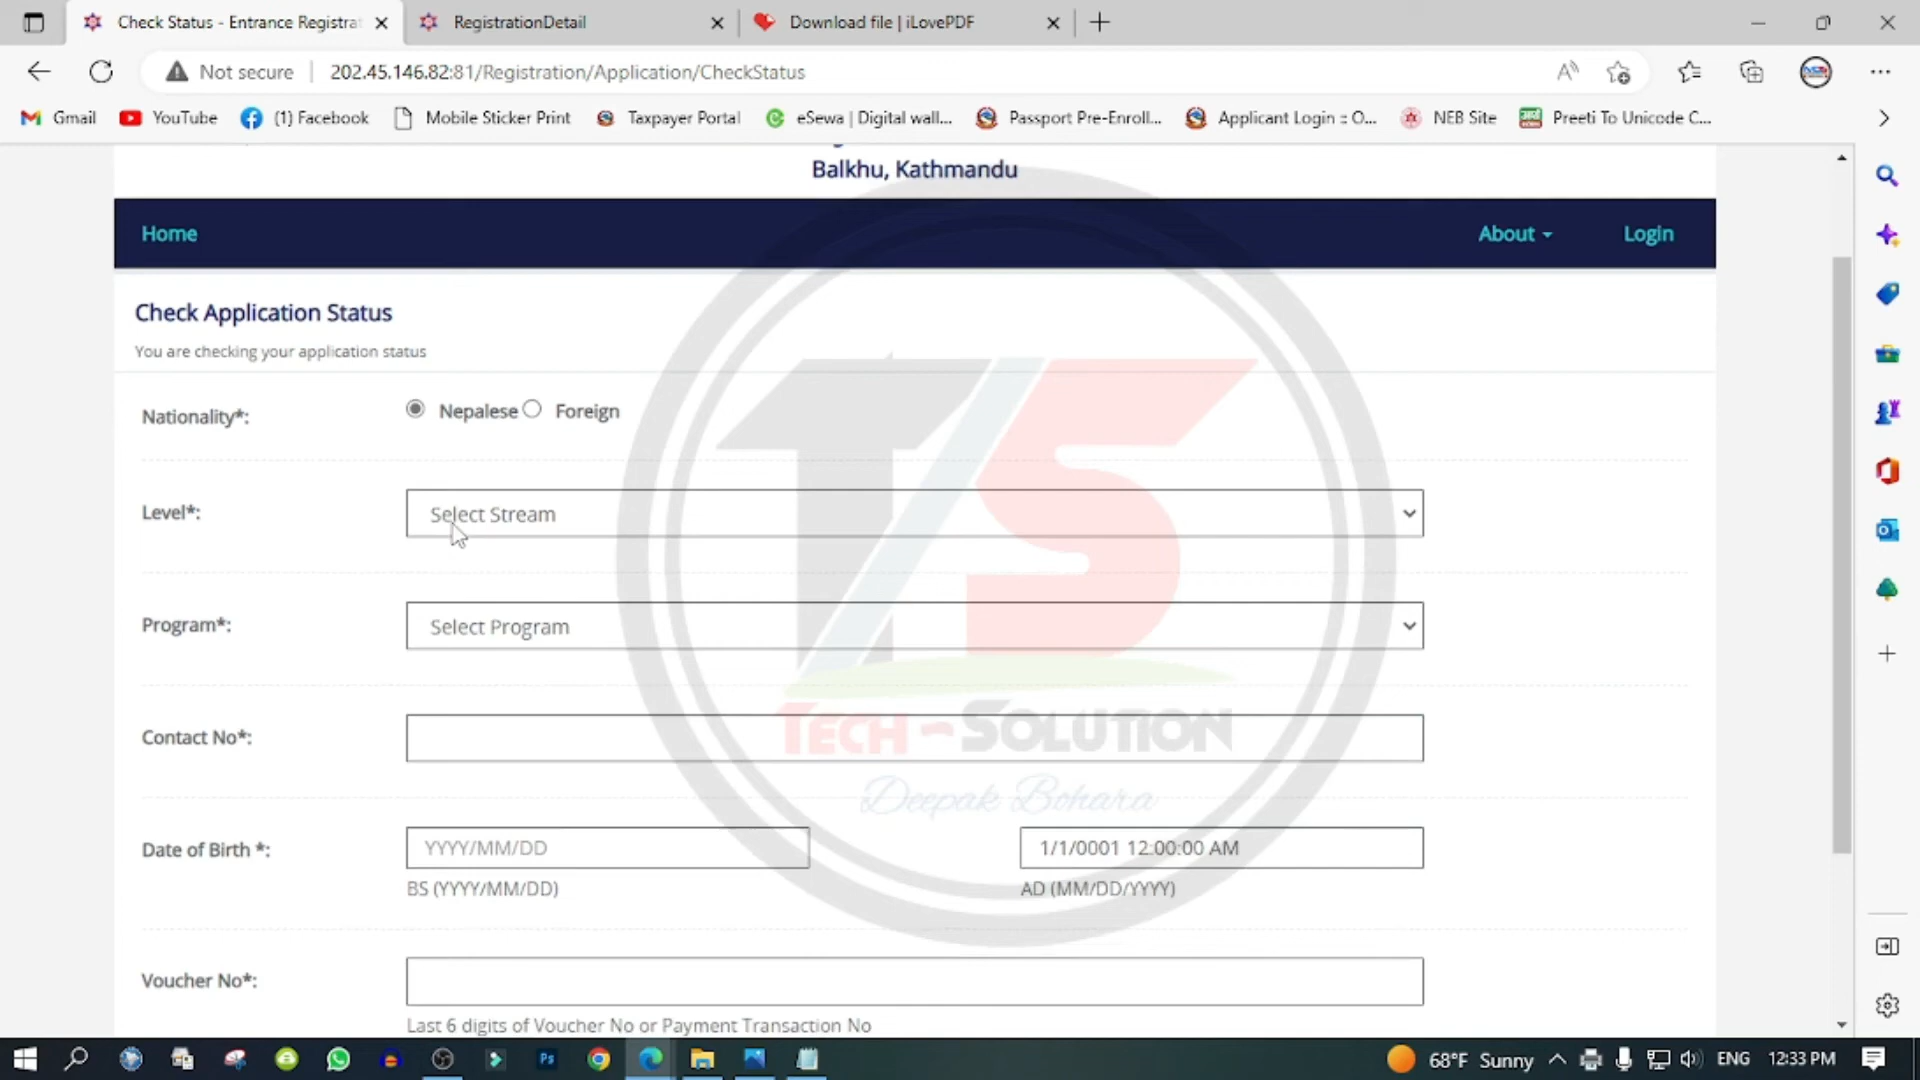 Check Status - Entrance Registra
RegistrationDetail
Download file | iLovePDF
Not secure
202.45.146.82:81/Registration/Application/CheckStatus
Gmail
YouTube
(1) Facebook
Mobile Sticker Print
Taxpayer Portal
eSewa | Digital wall...
Passport Pre-Enroll...
Applicant Login :: O...
NEB Site
Preeti To Unicode C...
Balkhu, Kathmandu
Home
About
Login
Check Application Status
You are checking your application status
Nationality*:
Nepalese
Foreign
Level*:
Select Stream
Program*:
Select Program
Contact No*:
TECH - SOLUTION
Deepak Bohara
Date of Birth *:
YYYY/MM/DD
1/1/0001 12:00:00 AM
BS (YYYY/MM/DD)
AD (MM/DD/YYYY)
Voucher No*:
Last 6 digits of Voucher No or Payment Transaction No
Ps
68°F Sunny
ENG
12:33 PM